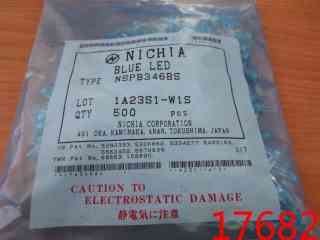 NICHIA
BLUE LED
TYPE NSPB346BS
LOT 1A23S1-W1S
QTY 500 pcs
NICHIA CORPORATION
491 OKA, KAMINAKA, ANAN, TOKUSHIMA, JAPAN
CAUTION TO
ELECTROSTATIC DAMAGE
静電気に注意
17682